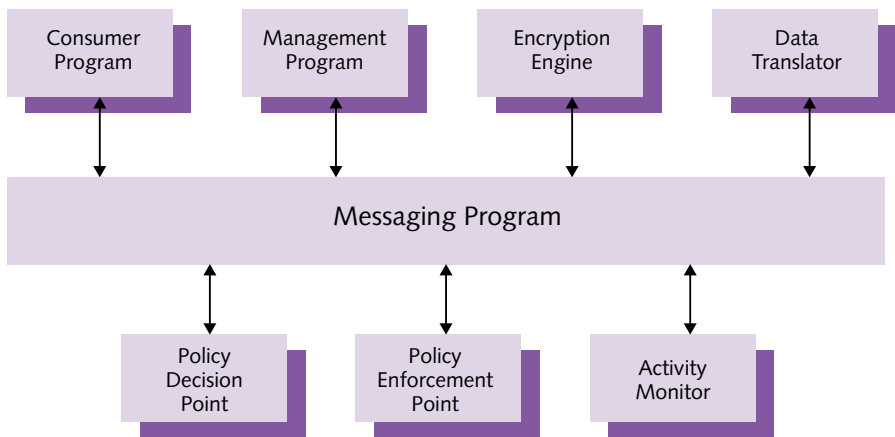 Consumer
Program
Management
Program
Encryption
Engine
Data
Translator
Messaging Program
Policy
Decision
Point
Policy
Enforcement
Point
Activity
Monitor